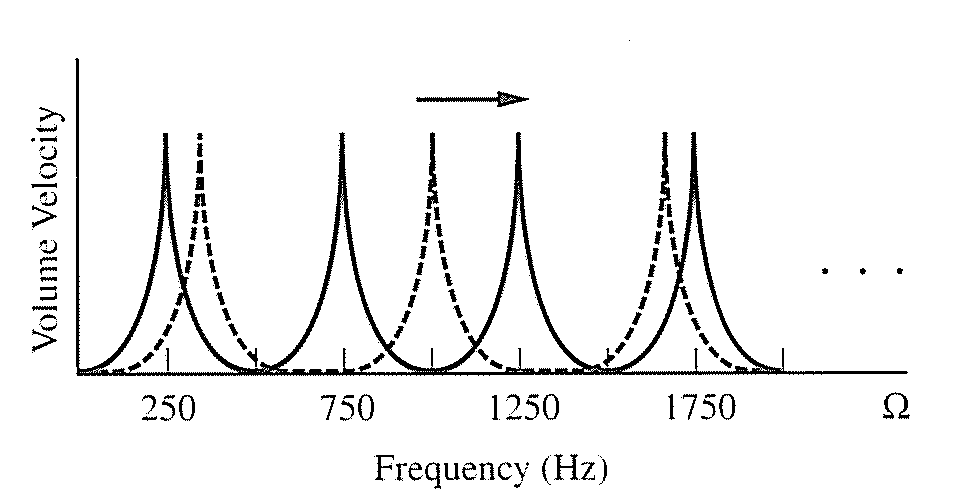 Volume Velocity
250 750 1250 1750 Ω
Frequency (Hz)